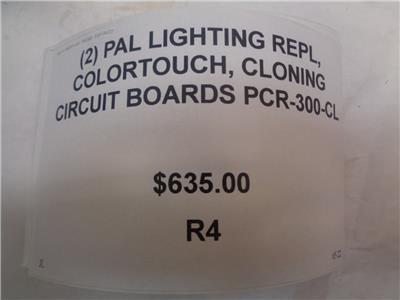 (2) PAL LIGHTING REPL,
COLORTOUCH, CLONING
CIRCUIT BOARDS PCR-300-CL
$635.00
R4